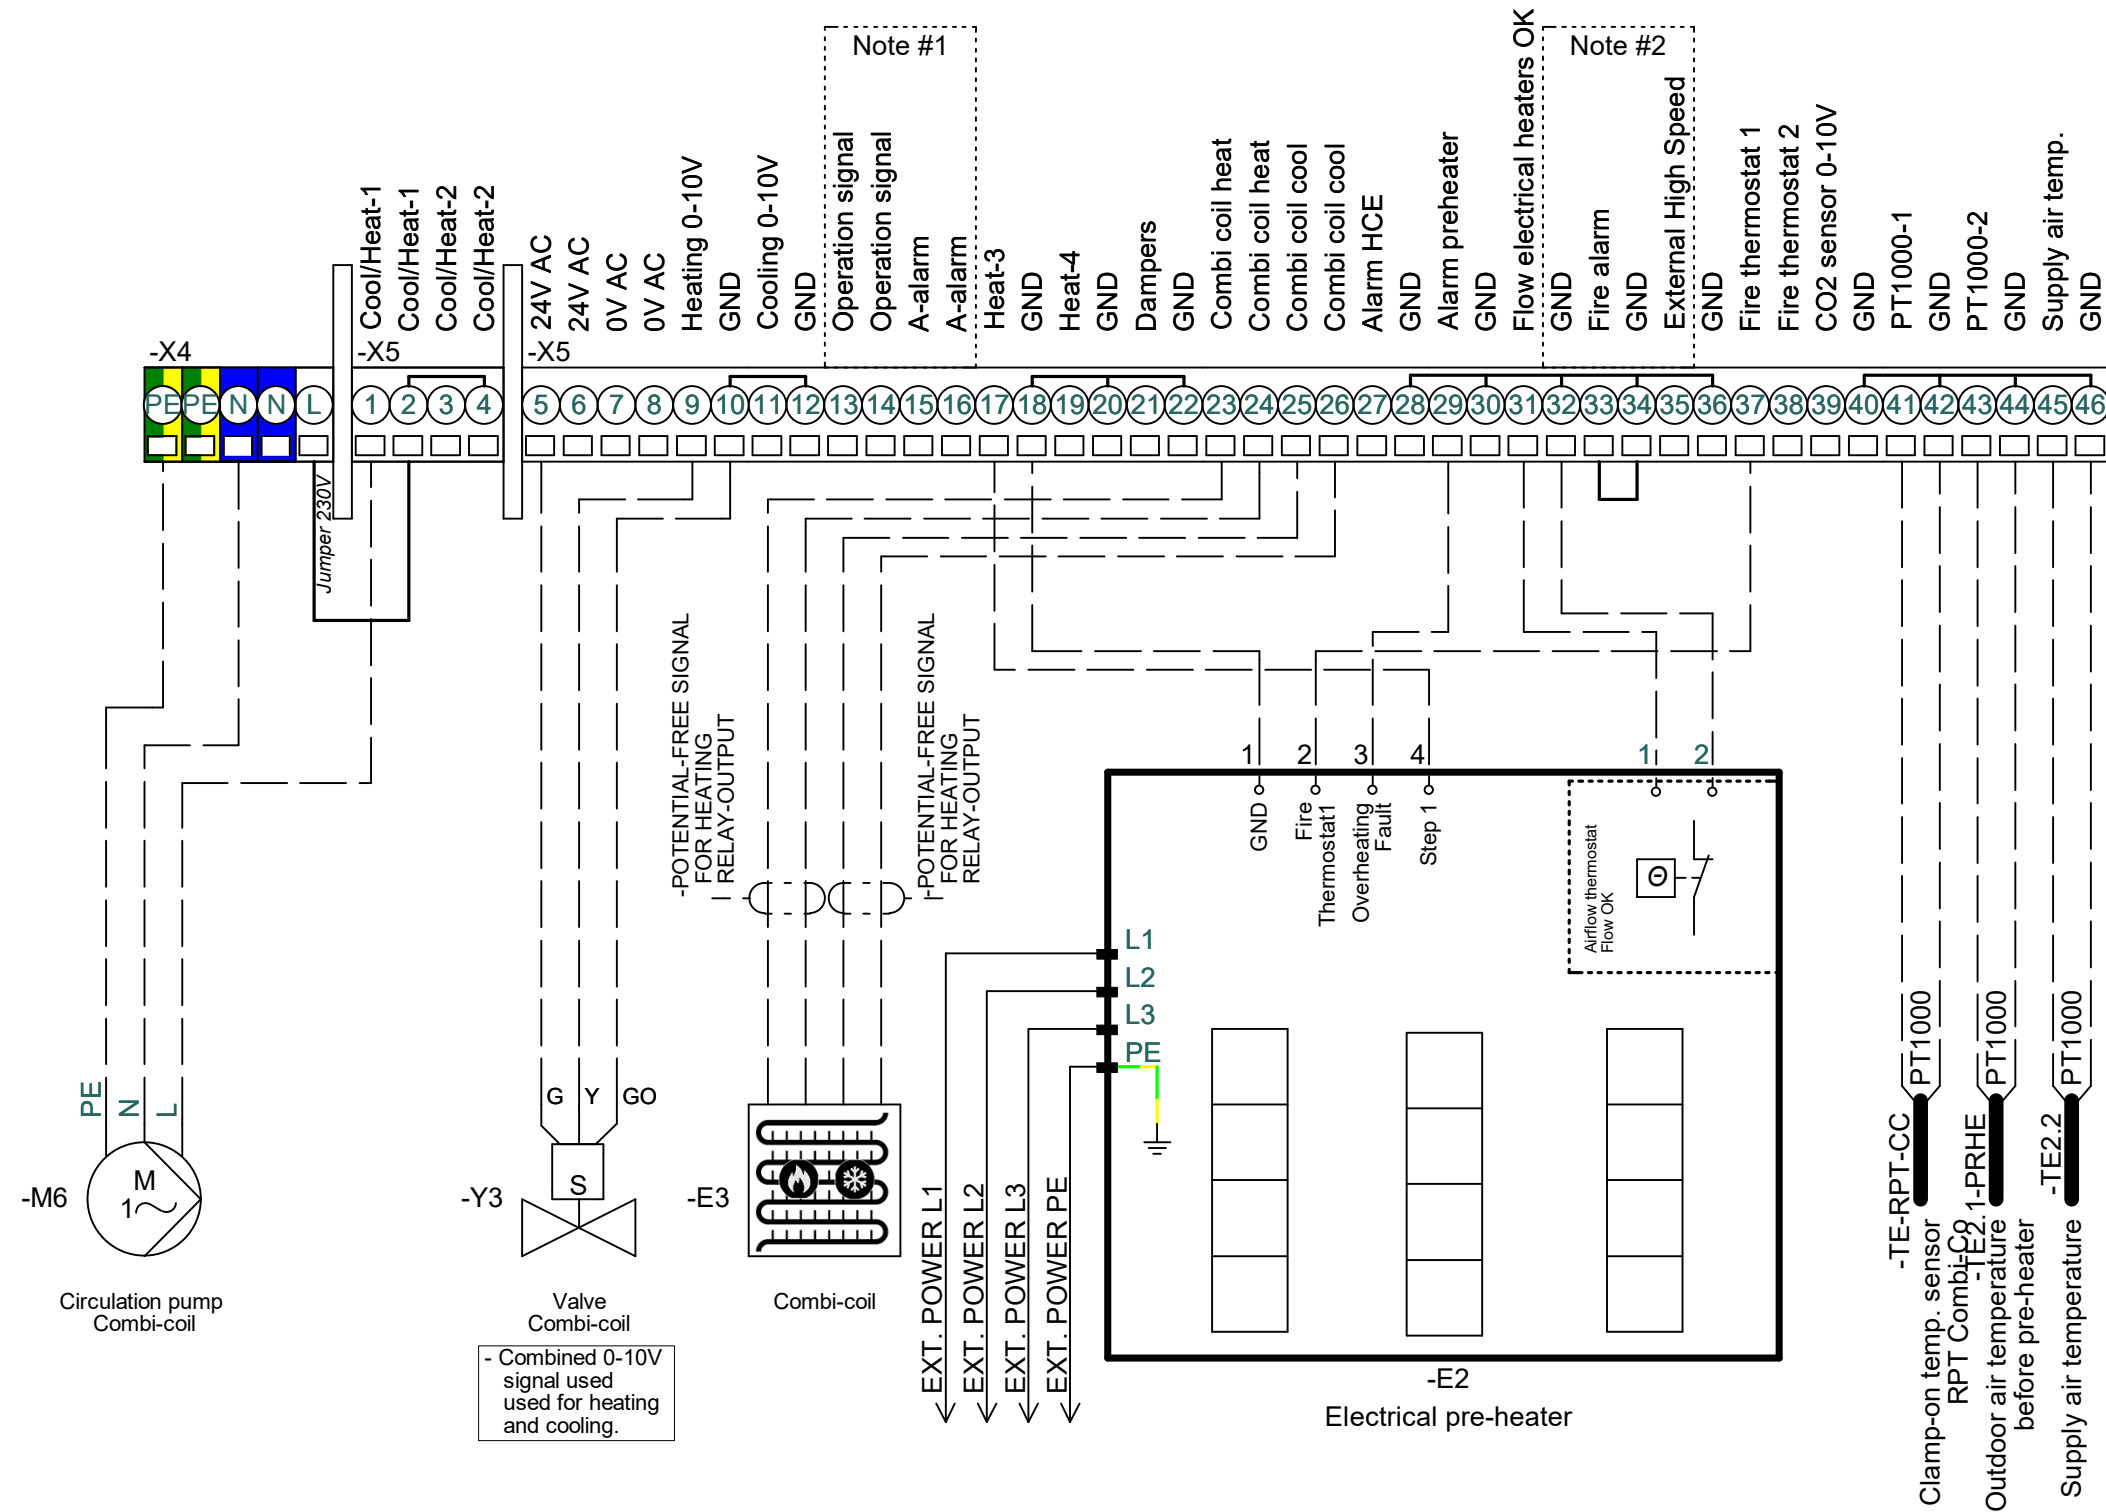 Note #1
Note #2
Cool/Heat-1
Cool/Heat-1
Cool/Heat-2
Cool/Heat-2
24V AC
24V AC
0V AC
0V AC
Heating 0-10V
GND
Cooling 0-10V
GND
Operation signal
Operation signal
A-alarm
A-alarm
Heat-3
GND
Heat-4
GND
Dampers
GND
Combi coil heat
Combi coil heat
Combi coil cool
Combi coil cool
Alarm HCE
GND
Alarm preheater
GND
Flow electrical heaters OK
GND
Fire alarm
GND
External High Speed
GND
Fire thermostat 1
Fire thermostat 2
CO2 sensor 0-10V
GND
PT1000-1
GND
PT1000-2
GND
Supply air temp.
GND
-X4
-X5
-X5
PE PE N N L 1 2 3 4 5 6 7 8 9 10 11 12 13 14 15 16 17 18 19 20 21 22 23 24 25 26 27 28 29 30 31 32 33 34 35 36 37 38 39 40 41 42 43 44 45 46
Jumper 230V
-POTENTIAL-FREE SIGNAL
FOR HEATING
RELAY-OUTPUT
-POTENTIAL-FREE SIGNAL
FOR HEATING
RELAY-OUTPUT
1 2 3 4 1 2
GND
Fire
Thermostat1
Overheating
Fault
Step 1
Airflow thermostat
Flow OK
Θ
L1
L2
L3
PE
PE
N
L
G Y GO
M
1
S
-M6
-Y3
-E3
Circulation pump
Combi-coil
Valve
Combi-coil
- Combined 0-10V
signal used
used for heating
and cooling.
Combi-coil
EXT. POWER L1
EXT. POWER L2
EXT. POWER L3
EXT. POWER PE
-E2
Electrical pre-heater
PT1000
PT1000
PT1000
-TE-RPT-CC
-TE2.1-PRHE
-TE2.2
Clamp-on temp. sensor
RPT Combi-Co
Outdoor air temperature
before pre-heater
Supply air temperature